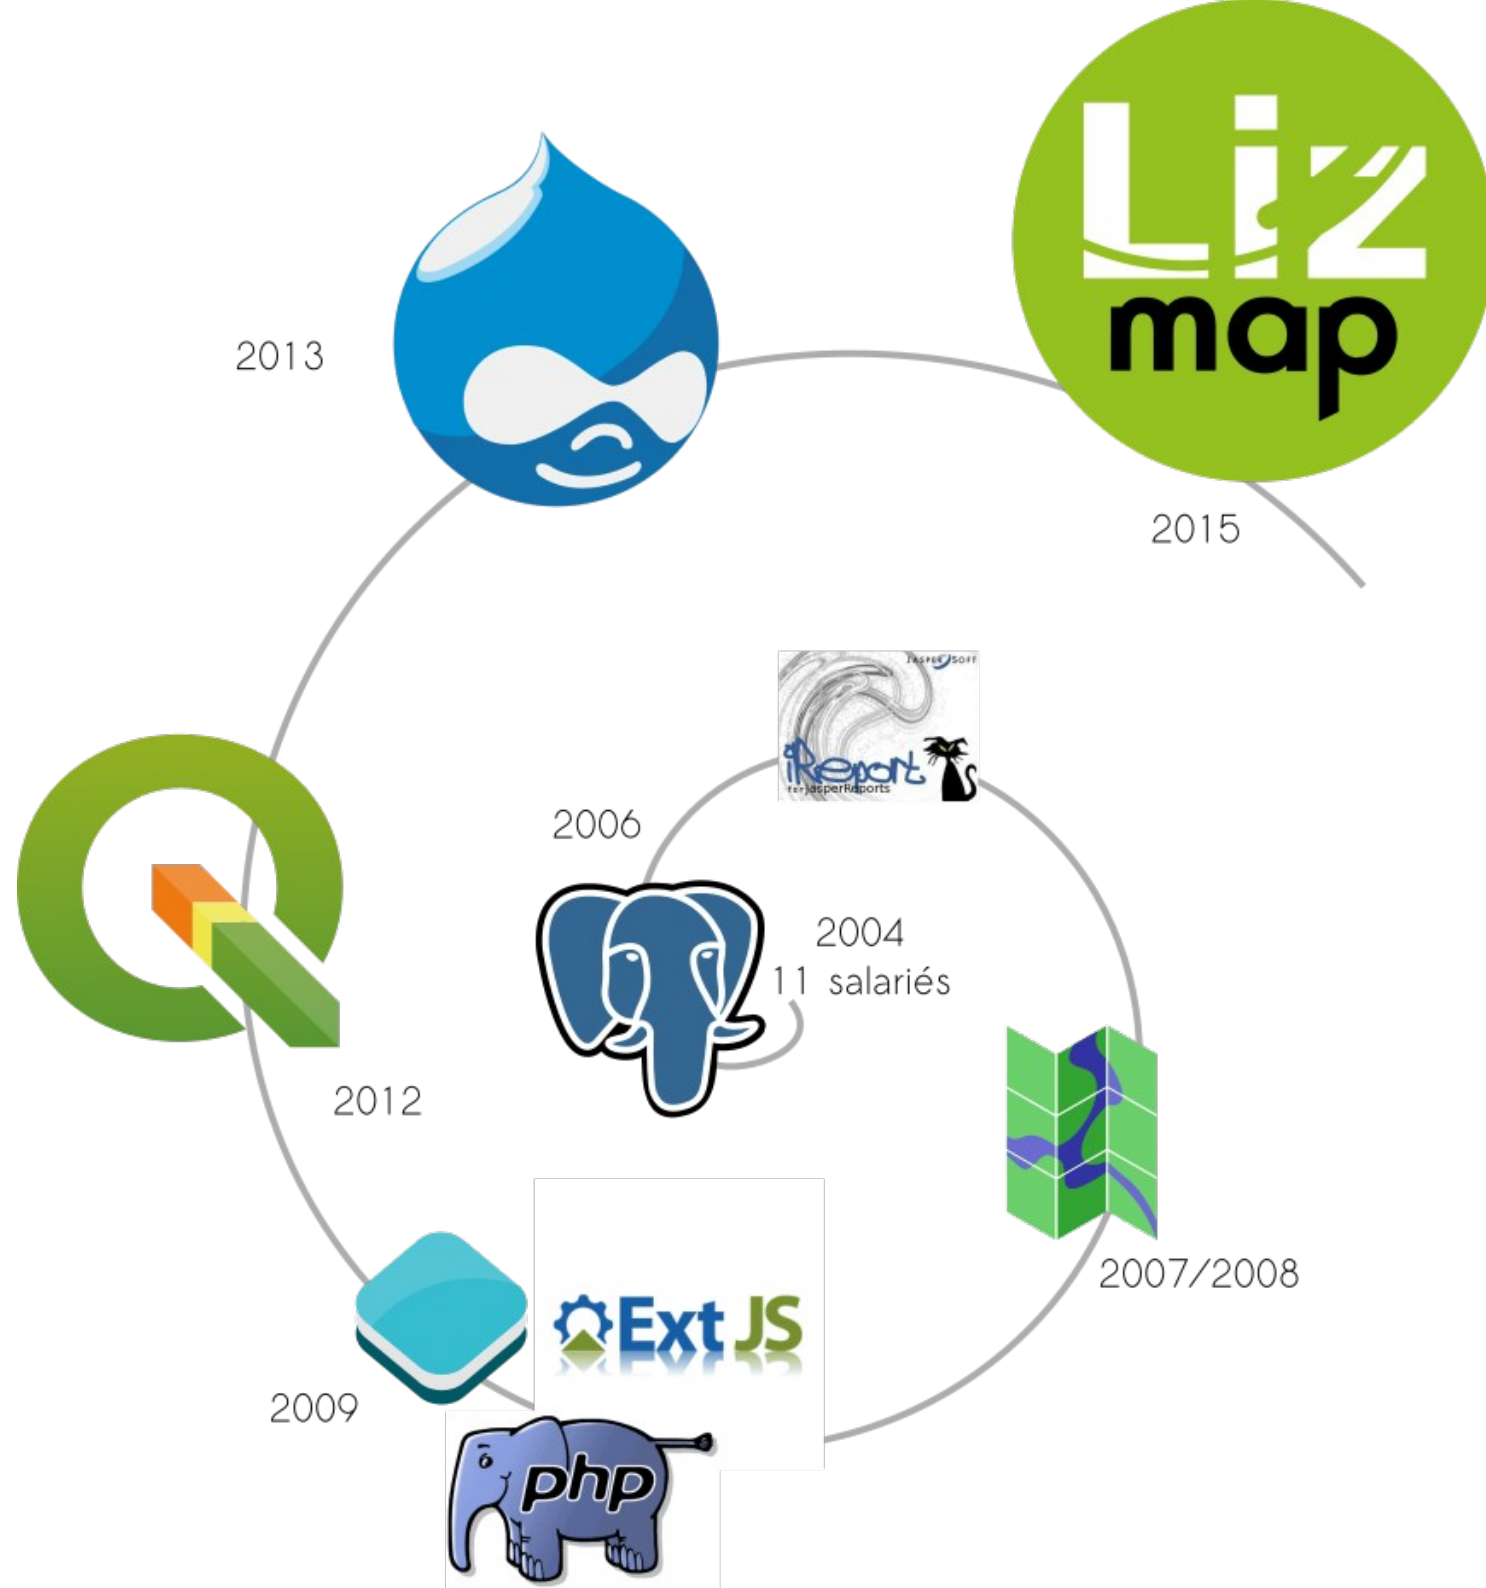 Liz
map
2013
2015
JASPERSOFT
iReport
for JasperReports
2006
2004
11 salariés
2012
2007/2008
Ext JS
2009
php